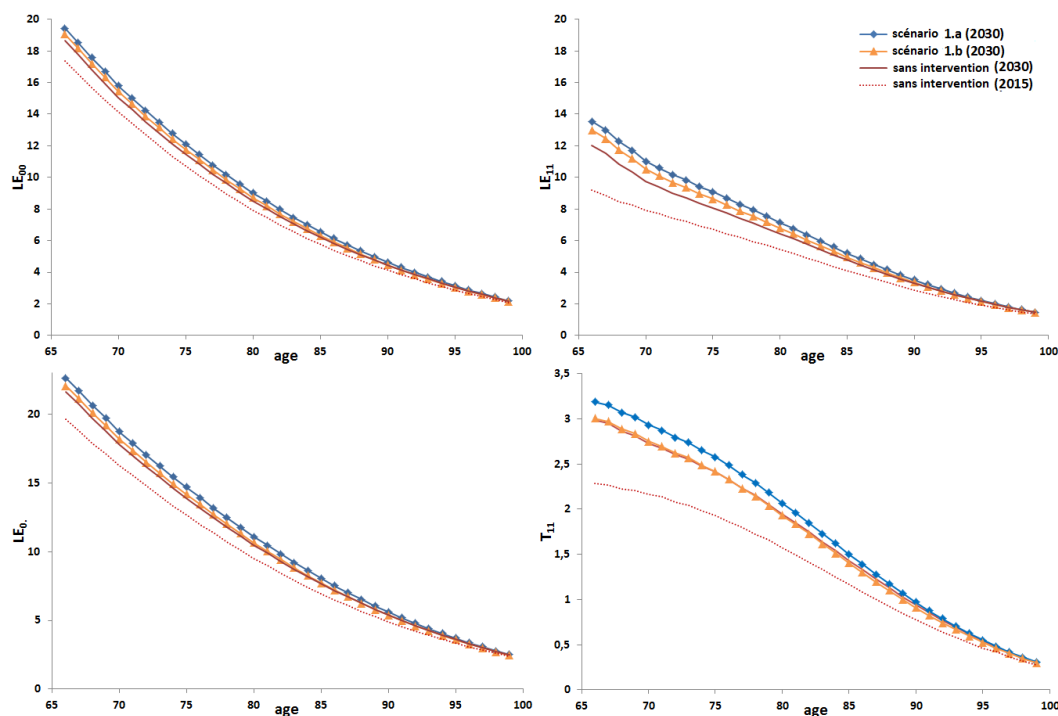 20
18
16
14
12
10
8
6
4
2
0
LE00
65 70 75 80 85 90 95 100
age
20
18
16
14
12
10
8
6
4
2
0
LE11
65 70 75 80 85 90 95 100
age
scénario 1.a (2030)
scénario 1.b (2030)
sans intervention (2030)
sans intervention (2015)
20
15
10
5
0
LE0.
65 70 75 80 85 90 95 100
age
3,5
3
2,5
2
1,5
1
0,5
0
T11
65 70 75 80 85 90 95 100
age